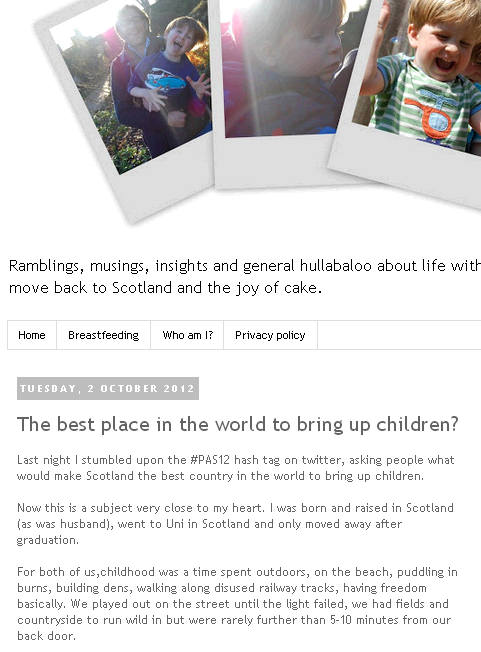 Ramblings, musings, insights and general hullabaloo about life with
move back to Scotland and the joy of cake.
Home Breastfeeding Who am I? Privacy policy
TUESDAY, 2 OCTOBER 2012
The best place in the world to bring up children?
Last night I stumbled upon the #PAS12 hash tag on twitter, asking people what
would make Scotland the best country in the world to bring up children.
Now this is a subject very close to my heart. I was born and raised in Scotland
(as was husband), went to Uni in Scotland and only moved away after
graduation.
For both of us,childhood was a time spent outdoors, on the beach, puddling in
burns, building dens, walking along disused railway tracks, having freedom
basically. We played out on the street until the light failed, we had fields and
countryside to run wild in but were rarely further than 5-10 minutes from our
back door.